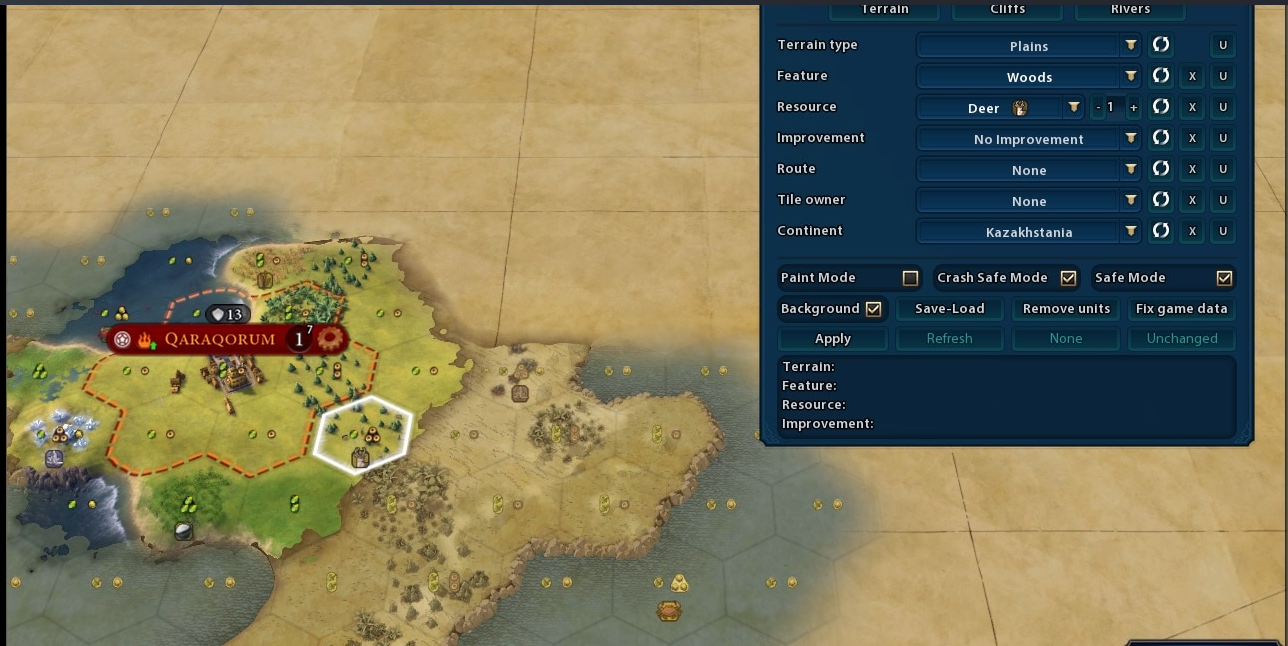 Terrain Cliffs Rivers
Terrain type Plains U
Feature Woods X U
Resource Deer - 1 + X U
Improvement No Improvement X U
Route None X U
Tile owner None X U
Continent Kazakhstania X U
Paint Mode Crash Safe Mode Safe Mode
Background Save-Load Remove units Fix game data
Apply Refresh None Unchanged
Terrain:
Feature:
Resource:
Improvement:
13
QARAQORUM 1 7